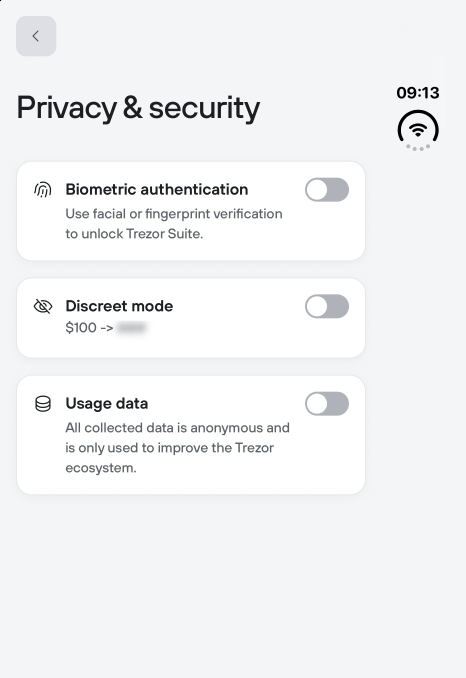 09:13
Privacy & security
Biometric authentication
Use facial or fingerprint verification
to unlock Trezor Suite.
Discreet mode
$100 ->
Usage data
All collected data is anonymous and
is only used to improve the Trezor
ecosystem.